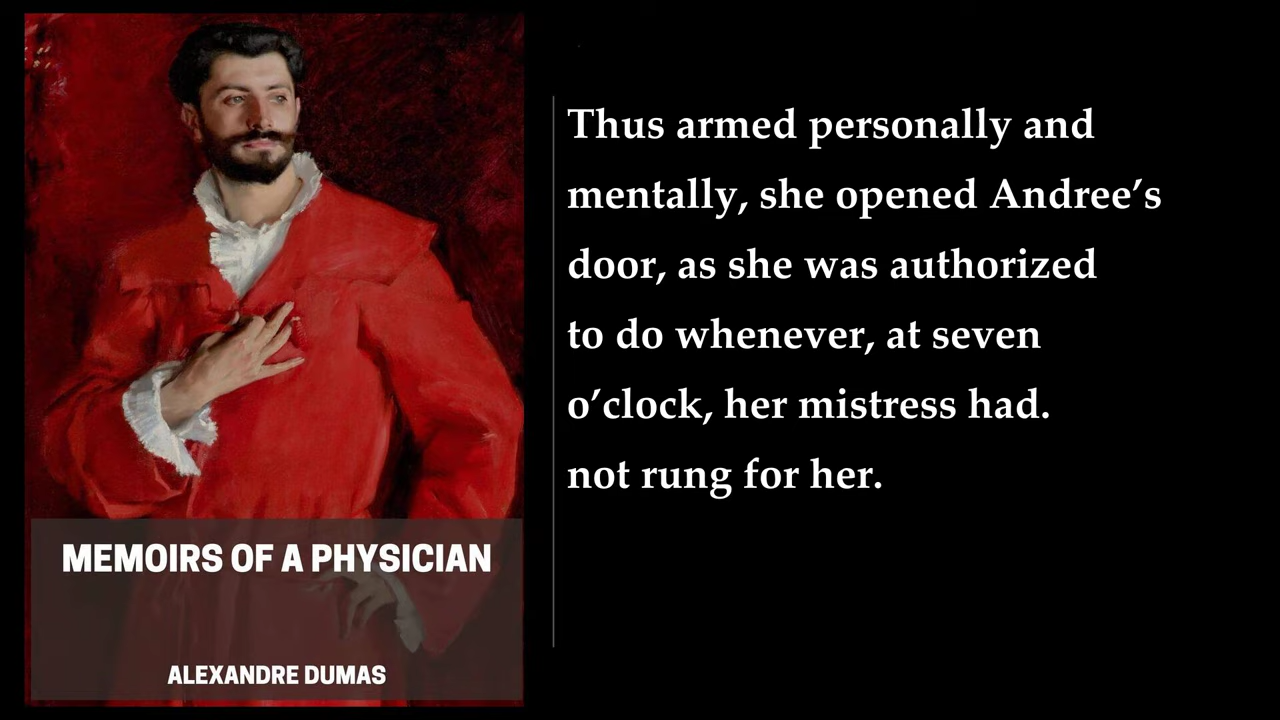 Thus armed personally and
mentally, she opened Andree’s
door, as she was authorized
to do whenever, at seven
o’clock, her mistress had.
not rung for her.
MEMOIRS OF A PHYSICIAN
ALEXANDRE DUMAS